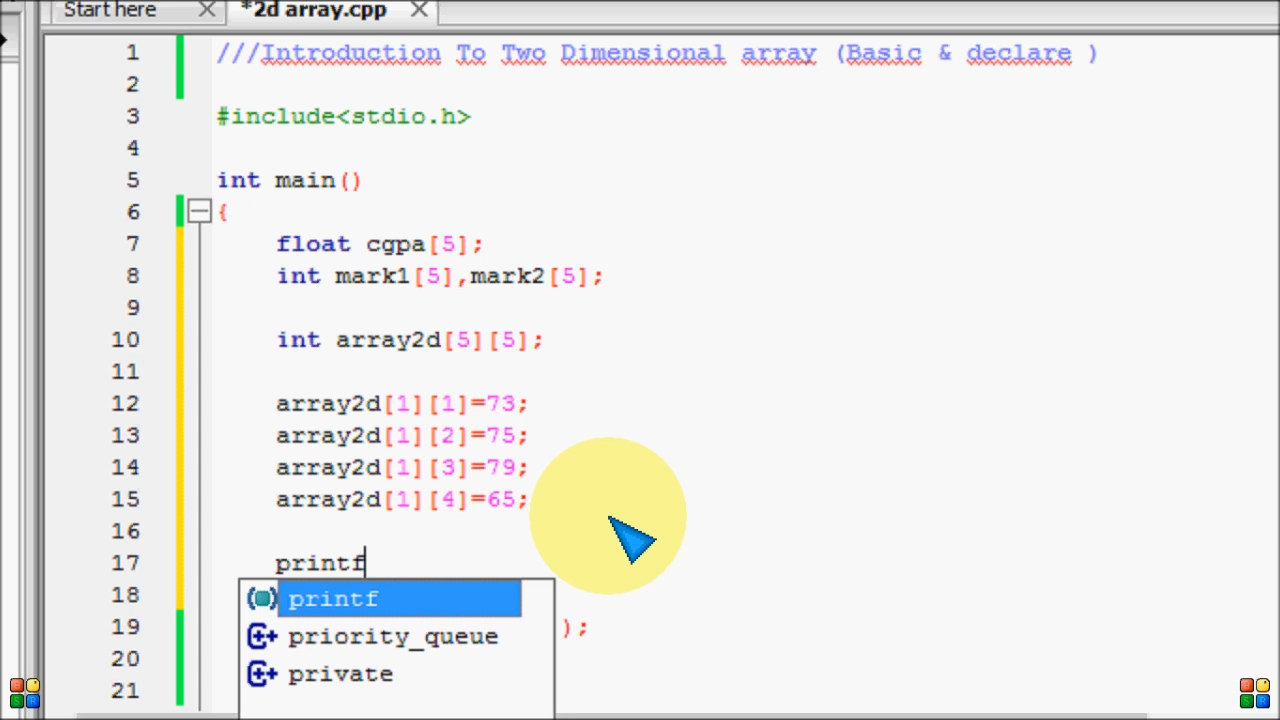 Start here
*2d array.cpp
1 ///Introduction To Two Dimensional array (Basic & declare )
2
3 #include<stdio.h>
4
5 int main()
6 {
7 float cgpa[5];
8 int mark1[5],mark2[5];
9
10 int array2d[5][5];
11
12 array2d[1][1]=73;
13 array2d[1][2]=75;
14 array2d[1][3]=79;
15 array2d[1][4]=65;
16
17 printf
18 printf
19 );
priority_queue
20
private
21